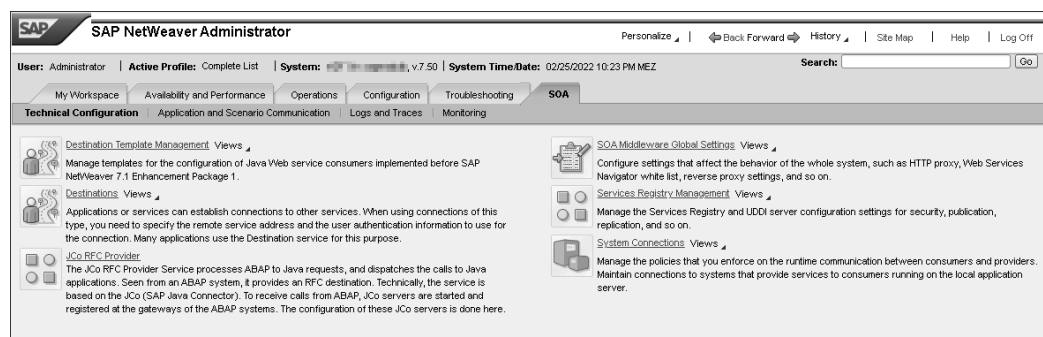 SAP SAP NetWeaver Administrator
Personalize Back Forward History Site Map Help Log Off
User: Administrator Active Profile: Complete List System: , v.7.50 System Time/Date: 02/25/2022 10:23 PM MEZ Search: Go
My Workspace Availability and Performance Operations Configuration Troubleshooting SOA
Technical Configuration Application and Scenario Communication Logs and Traces Monitoring
Destination Template Management Views
Manage templates for the configuration of Java Web service consumers implemented before SAP
NetWeaver 7.1 Enhancement Package 1.
Destinations Views
Applications or services can establish connections to other services. When using connections of this
type, you need to specify the remote service address and the user authentication information to use for
the connection. Many applications use the Destination service for this purpose.
JCo RFC Provider
The JCo RFC Provider Service processes ABAP to Java requests, and dispatches the calls to Java
applications. Seen from an ABAP system, it provides an RFC destination. Technically, the service is
based on the JCo (SAP Java Connector). To receive calls from ABAP, JCo servers are started and
registered at the gateways of the ABAP systems. The configuration of these JCo servers is done here.
SOA Middleware Global Settings Views
Configure settings that affect the behavior of the whole system, such as HTTP proxy, Web Services
Navigator white list, reverse proxy settings, and so on.
Services Registry Management Views
Manage the Services Registry and UDDI server configuration settings for security, publication,
replication, and so on.
System Connections Views
Manage the policies that you enforce on the runtime communication between consumers and providers.
Maintain connections to systems that provide services to consumers running on the local application
server.